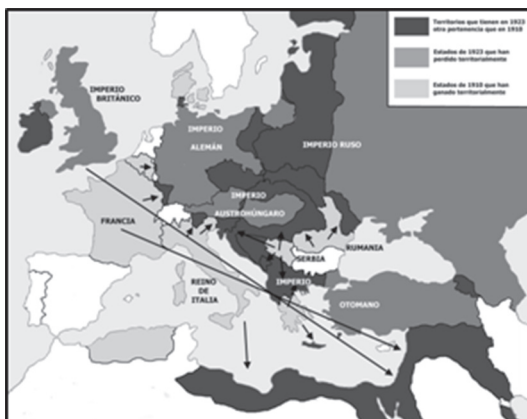 Territorios que tienen en 1923
otra pertenencia que en 1910
Estados de 1923 que han
perdido territorialmente
Estados de 1910 que han
ganado territorialmente
IMPERIO
BRITÁNICO
IMPERIO
ALEMÁN
IMPERIO RUSO
IMPERIO
AUSTROHÚNGARO
FRANCIA
RUMANIA
SERBIA
REINO
DE
ITALIA
IMPERIO
OTOMANO